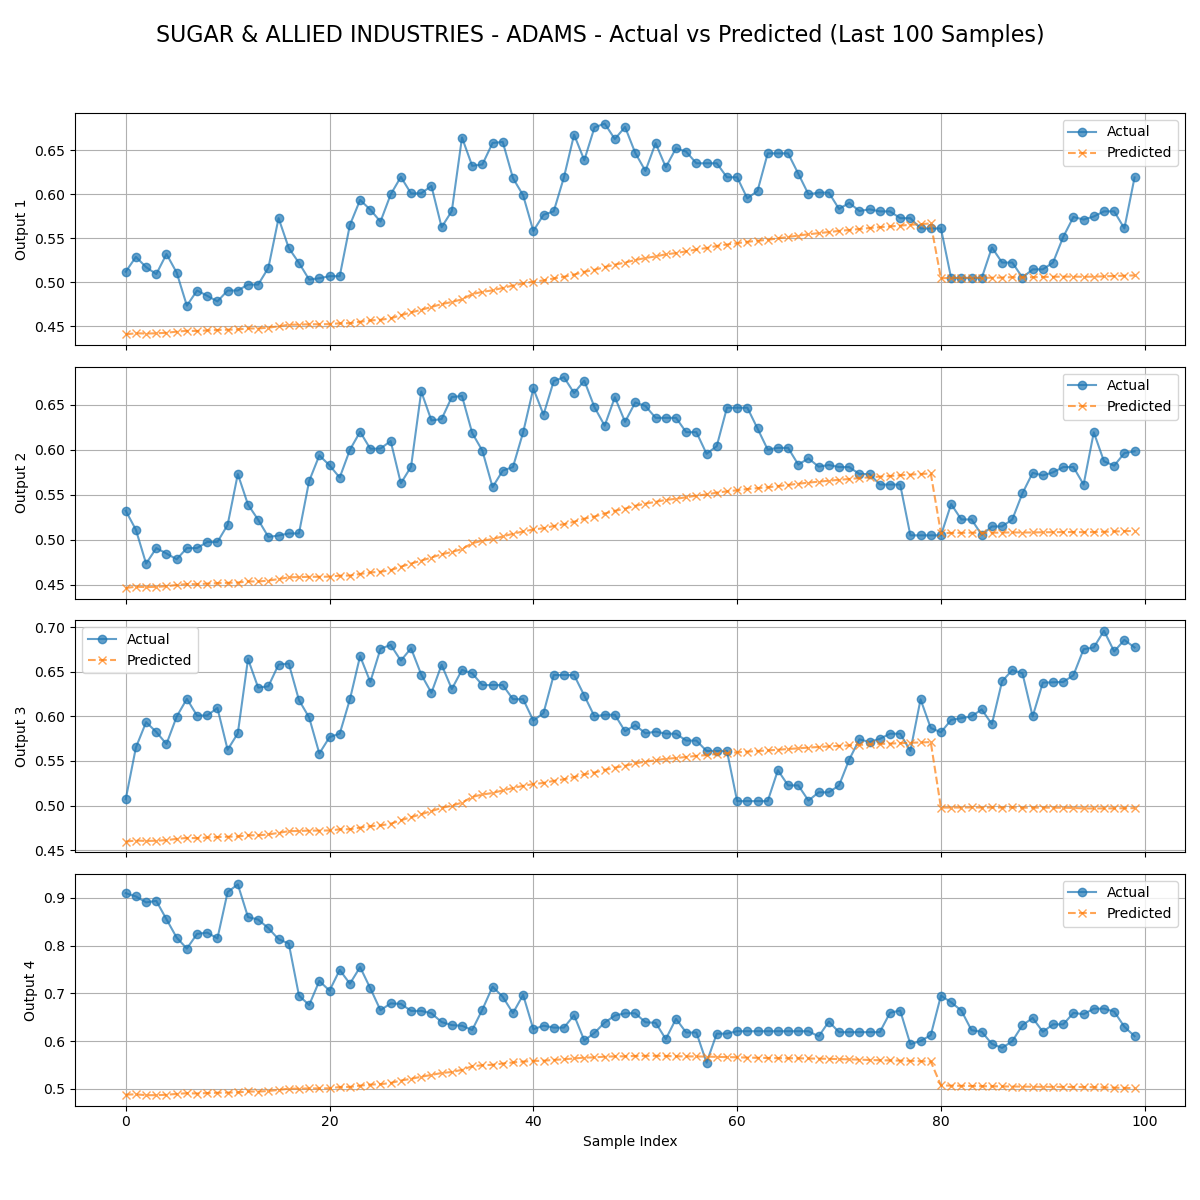 SUGAR & ALLIED INDUSTRIES - ADAMS - Actual vs Predicted (Last 100 Samples)
Output 1
0.65
0.60
0.55
0.50
0.45
Actual
Predicted
Output 2
0.65
0.60
0.55
0.50
0.45
Actual
Predicted
Output 3
0.70
0.65
0.60
0.55
0.50
0.45
Actual
Predicted
Output 4
0.9
0.8
0.7
0.6
0.5
Actual
Predicted
0 20 40 60 80 100
Sample Index